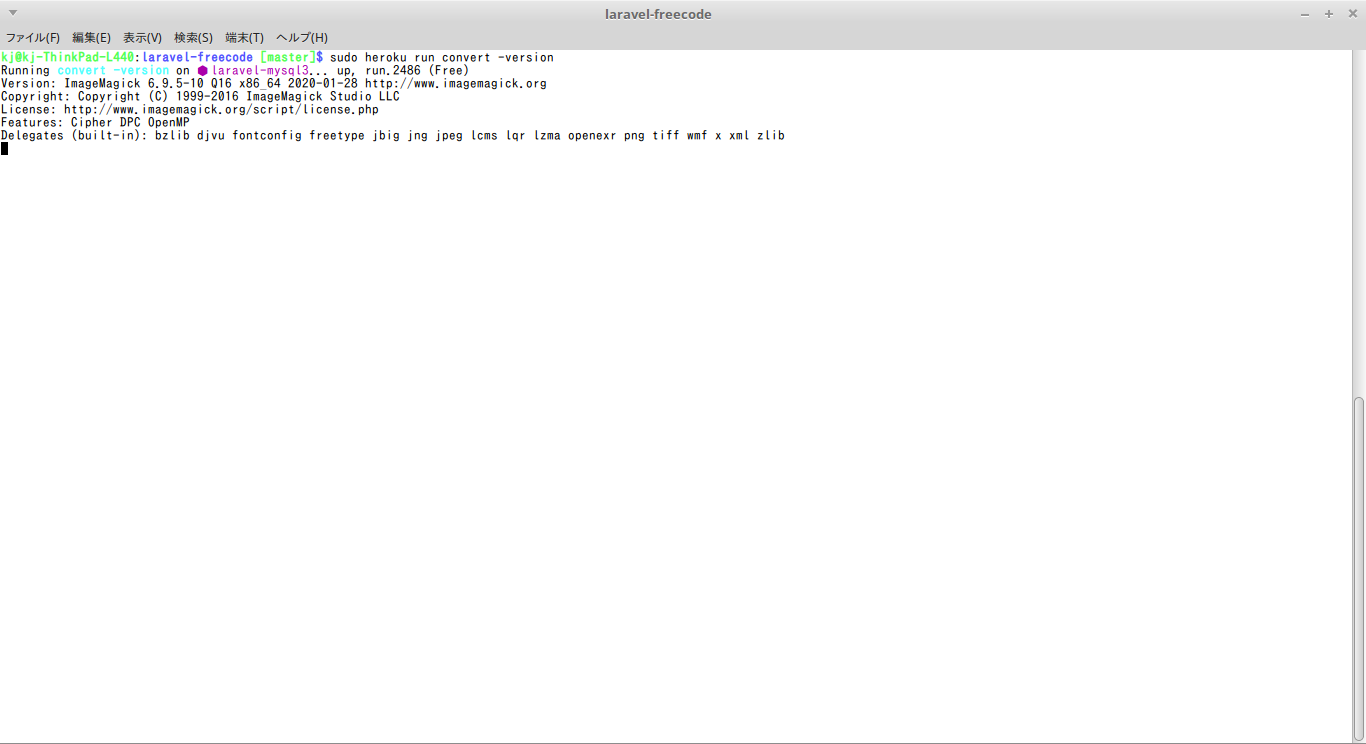 laravel-freecode
ファイル(F) 編集(E) 表示(V) 検索(S) 端末(T) ヘルプ(H)
kj@kj-ThinkPad-L440:laravel-freecode [master]$ sudo heroku run convert -version
Running convert -version on ⬢ laravel-mysql3... up, run.2486 (Free)
Version: ImageMagick 6.9.5-10 Q16 x86_64 2020-01-28 http://www.imagemagick.org
Copyright: Copyright (C) 1999-2016 ImageMagick Studio LLC
License: http://www.imagemagick.org/script/license.php
Features: Cipher DPC OpenMP
Delegates (built-in): bzlib djvu fontconfig freetype jbig jng jpeg lcms lqr lzma openexr png tiff wmf x xml zlib